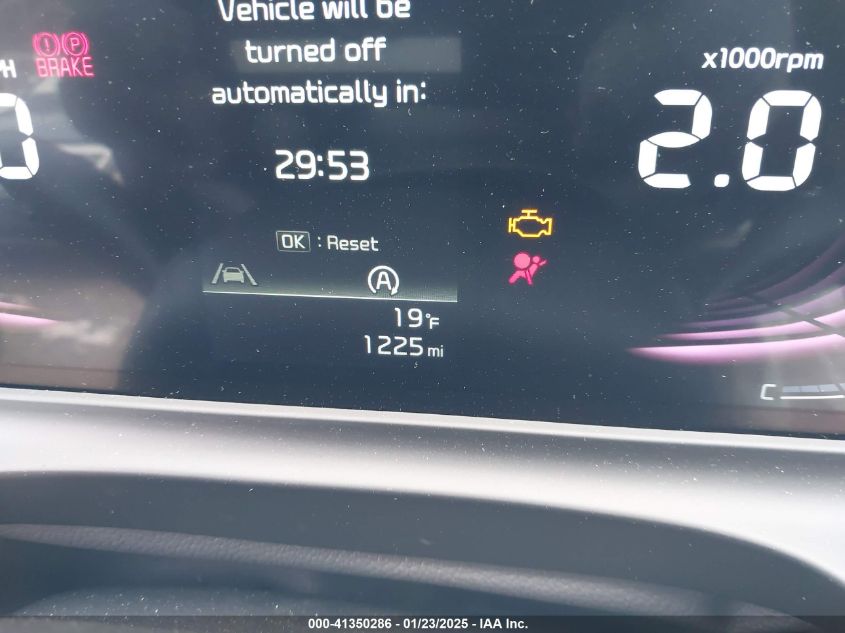 Vehicle will be
turned off
automatically in:
29:53
OK : Reset
BRAKE
P
x1000rpm
2.0
A
19°F
1225 mi
C
000-41350286 - 01/23/2025 - IAA Inc.